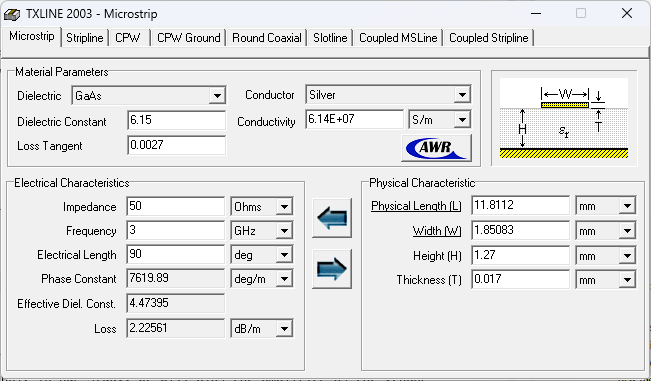 TXLINE 2003 - Microstrip
Microstrip Stripline CPW CPW Ground Round Coaxial Slotline Coupled MSLine Coupled Stripline
Material Parameters
Dielectric GaAs Conductor Silver
Dielectric Constant 6.15 Conductivity 6.14E+07 S/m
Loss Tangent 0.0027
AWR
W
H
T
εr
Electrical Characteristics
Impedance 50 Ohms
Frequency 3 GHz
Electrical Length 90 deg
Phase Constant 7619.89 deg/m
Effective Diel. Const. 4.47395
Loss 2.22561 dB/m
Physical Characteristic
Physical Length (L) 11.8112 mm
Width (W) 1.85083 mm
Height (H) 1.27 mm
Thickness (T) 0.017 mm